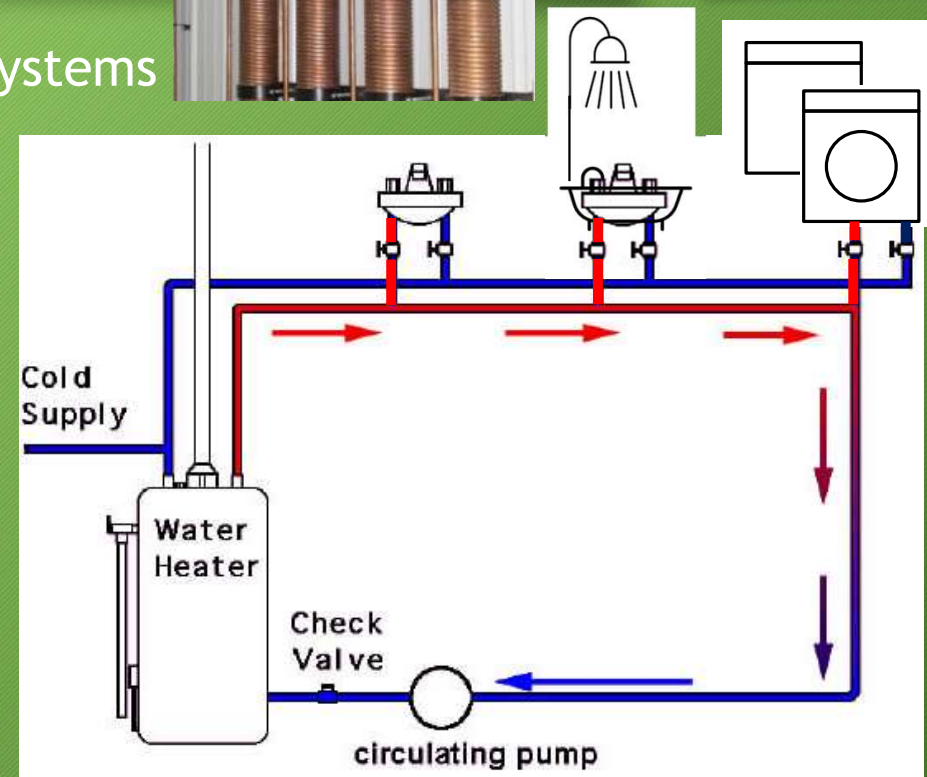 ystems
Cold
Supply
Water
Heater
Check
Valve
circulating pump